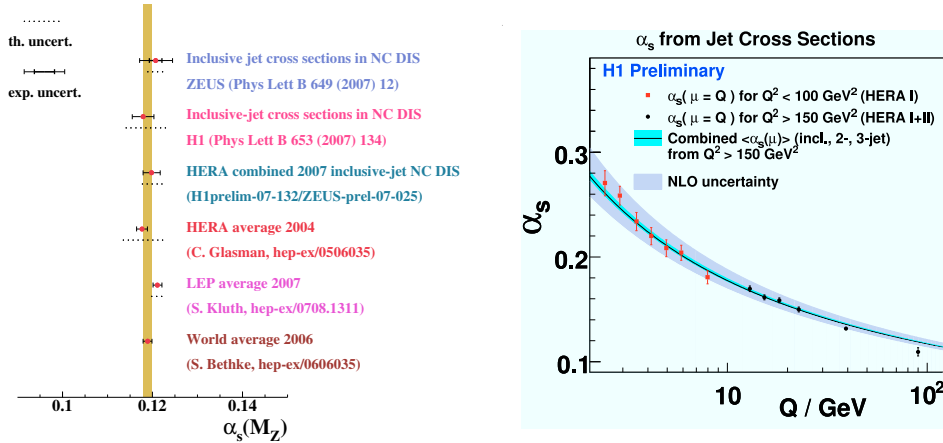 th. uncert.
exp. uncert.
Inclusive jet cross sections in NC DIS
ZEUS (Phys Lett B 649 (2007) 12)
Inclusive-jet cross sections in NC DIS
H1 (Phys Lett B 653 (2007) 134)
HERA combined 2007 inclusive-jet NC DIS
(H1prelim-07-132/ZEUS-prel-07-025)
HERA average 2004
(C. Glasman, hep-ex/0506035)
LEP average 2007
(S. Kluth, hep-ex/0708.1311)
World average 2006
(S. Bethke, hep-ex/0606035)
0.1 0.12 0.14
αs(MZ)
αs from Jet Cross Sections
H1 Preliminary
αs( μ = Q ) for Q² < 100 GeV² (HERA I)
αs( μ = Q ) for Q² > 150 GeV² (HERA I+II)
Combined <αs(μ)> (incl., 2-, 3-jet)
from Q² > 150 GeV²
NLO uncertainty
αs
0.3
0.2
0.1
10 10²
Q / GeV